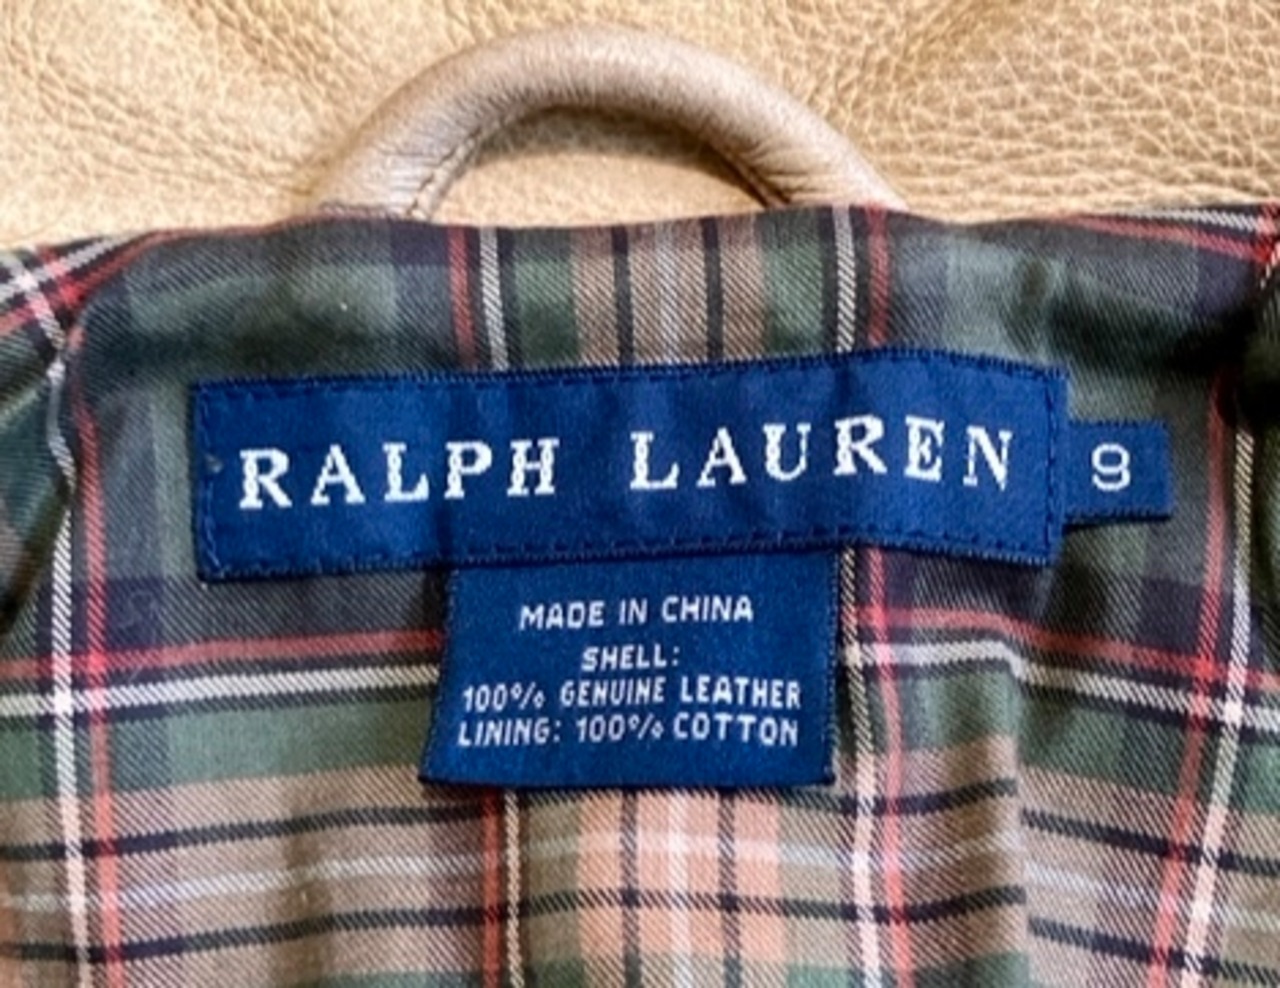 RALPH LAUREN 9
MADE IN CHINA
SHELL:
100% GENUINE LEATHER
LINING: 100% COTTON